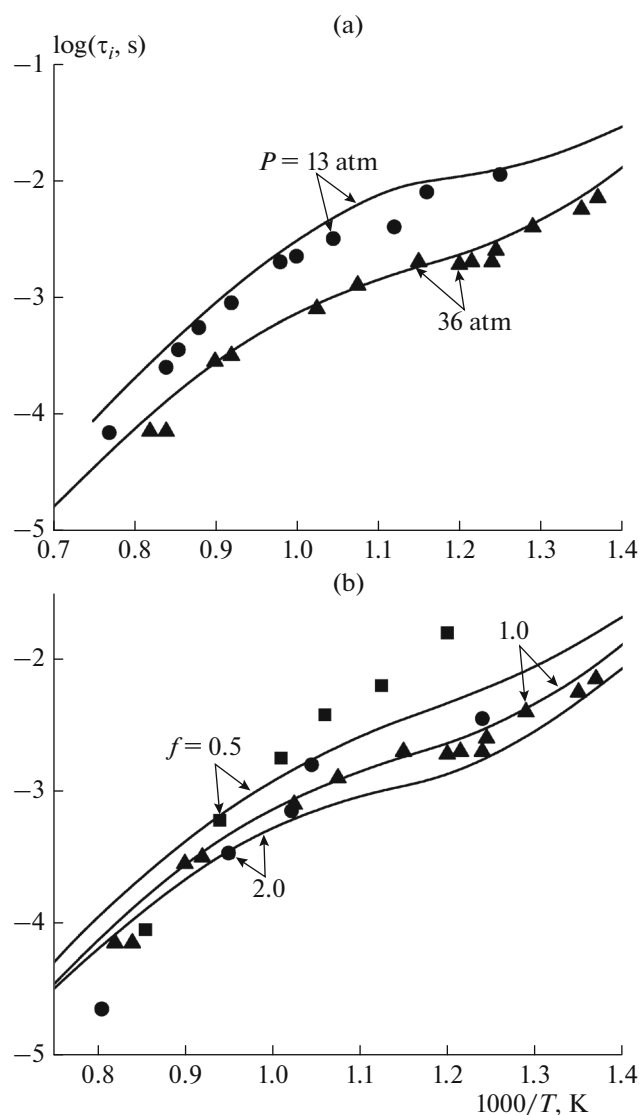 (a)
log(τi, s)
−1
−2
−3
−4
−5
P = 13 atm
36 atm
0.7 0.8 0.9 1.0 1.1 1.2 1.3 1.4
(b)
−2
−3
−4
−5
1.0
f = 0.5
2.0
0.8 0.9 1.0 1.1 1.2 1.3 1.4
1000/T, K